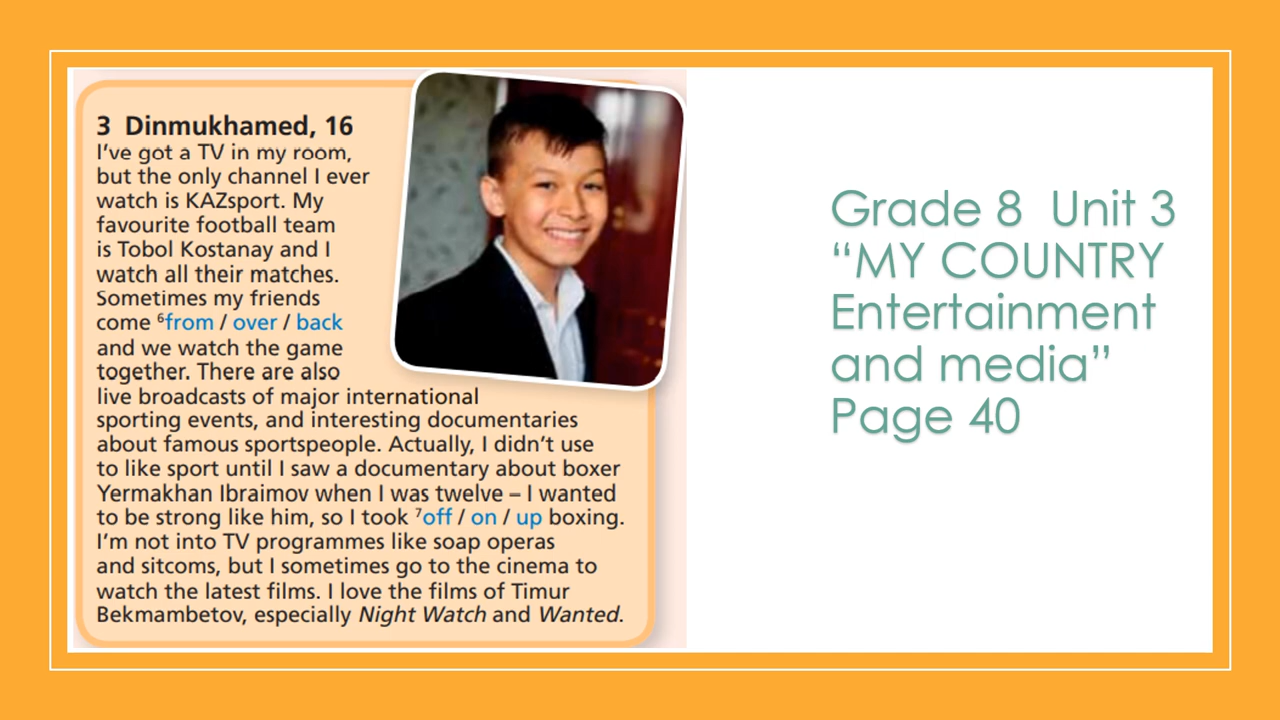 3 Dinmukhamed, 16
I've got a TV in my room,
but the only channel I ever
watch is KAZsport. My
favourite football team
is Tobol Kostanay and I
watch all their matches.
Sometimes my friends
come ⁶from / over / back
and we watch the game
together. There are also
live broadcasts of major international
sporting events, and interesting documentaries
about famous sportspeople. Actually, I didn't use
to like sport until I saw a documentary about boxer
Yermakhan Ibraimov when I was twelve – I wanted
to be strong like him, so I took ⁷off / on / up boxing.
I'm not into TV programmes like soap operas
and sitcoms, but I sometimes go to the cinema to
watch the latest films. I love the films of Timur
Bekmambetov, especially Night Watch and Wanted.
Grade 8 Unit 3
“MY COUNTRY
Entertainment
and media”
Page 40